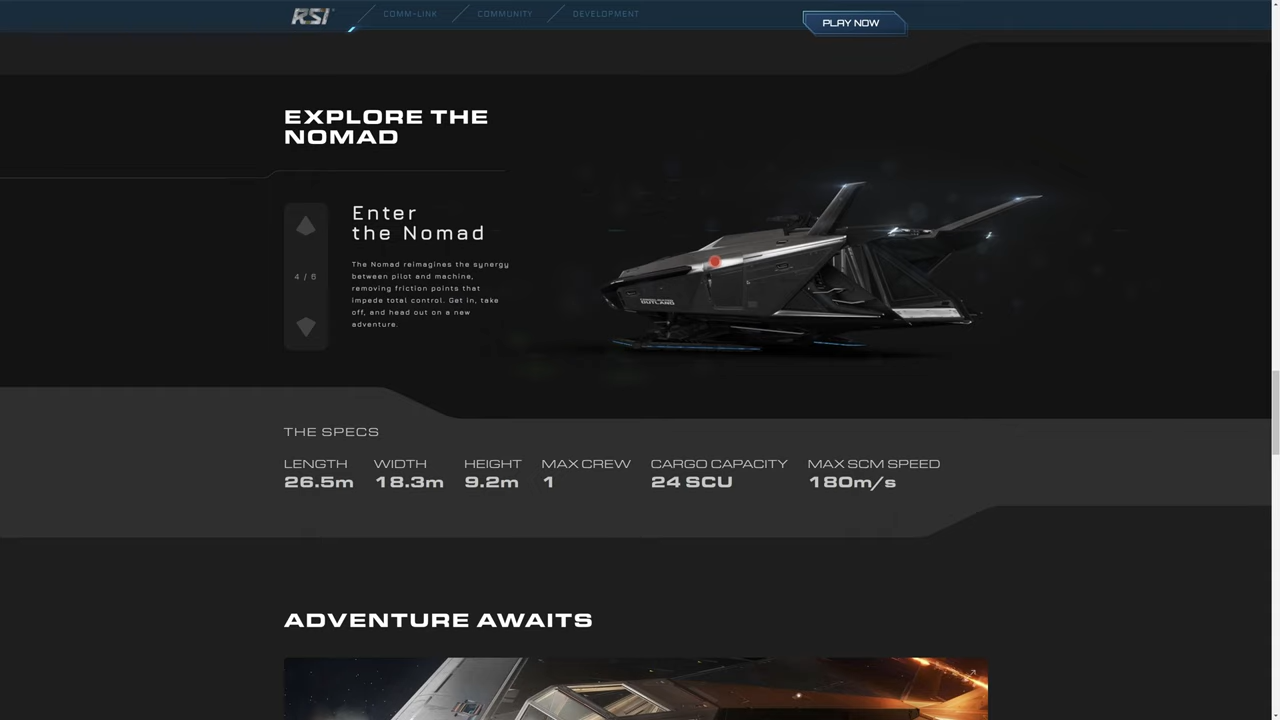 RSI
COMM-LINK
COMMUNITY
DEVELOPMENT
PLAY NOW
EXPLORE THE
NOMAD
Enter
the Nomad
4 / 6
The Nomad reimagines the synergy
between pilot and machine,
removing friction points that
impede total control. Get in, take
off, and head out on a new
adventure.
OUTLAND
THE SPECS
LENGTH
26.5m
WIDTH
18.3m
HEIGHT
9.2m
MAX CREW
1
CARGO CAPACITY
24 SCU
MAX SCM SPEED
180m/s
ADVENTURE AWAITS